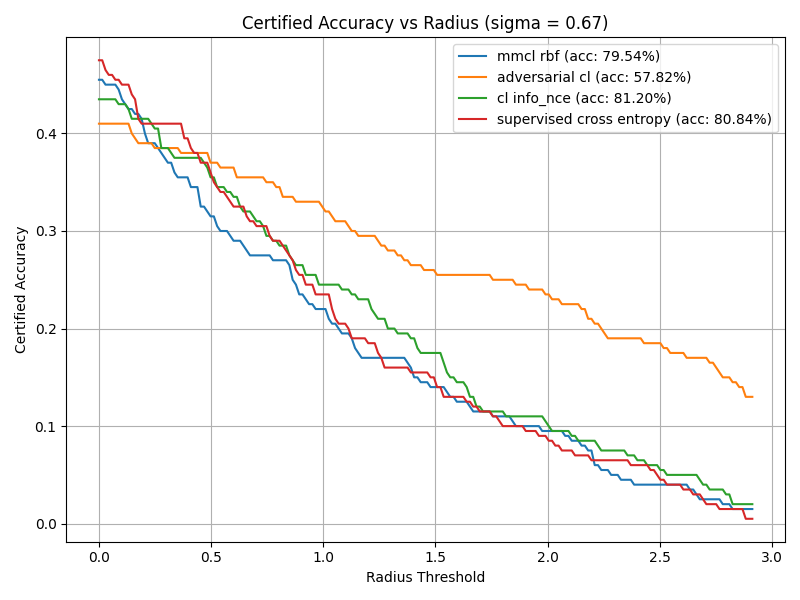 Certified Accuracy vs Radius (sigma = 0.67)
mmcl rbf (acc: 79.54%)
adversarial cl (acc: 57.82%)
cl info_nce (acc: 81.20%)
supervised cross entropy (acc: 80.84%)
Certified Accuracy
0.4
0.3
0.2
0.1
0.0
0.0 0.5 1.0 1.5 2.0 2.5 3.0
Radius Threshold